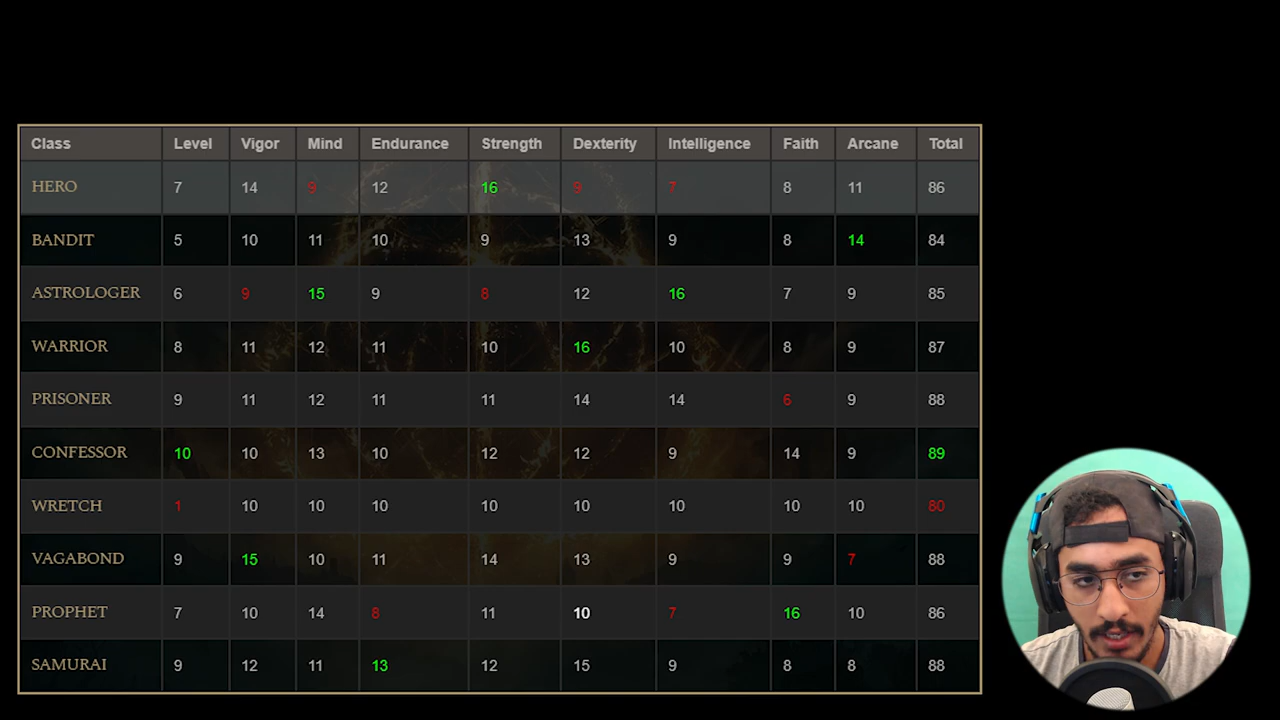 Class Level Vigor Mind Endurance Strength Dexterity Intelligence Faith Arcane Total
HERO 7 14 9 12 16 9 7 8 11 86
BANDIT 5 10 11 10 9 13 9 8 14 84
ASTROLOGER 6 9 15 9 8 12 16 7 9 85
WARRIOR 8 11 12 11 10 16 10 8 9 87
PRISONER 9 11 12 11 11 14 14 6 9 88
CONFESSOR 10 10 13 10 12 12 9 14 9 89
WRETCH 1 10 10 10 10 10 10 10 10 80
VAGABOND 9 15 10 11 14 13 9 9 7 88
PROPHET 7 10 14 8 11 10 7 16 10 86
SAMURAI 9 12 11 13 12 15 9 8 8 88